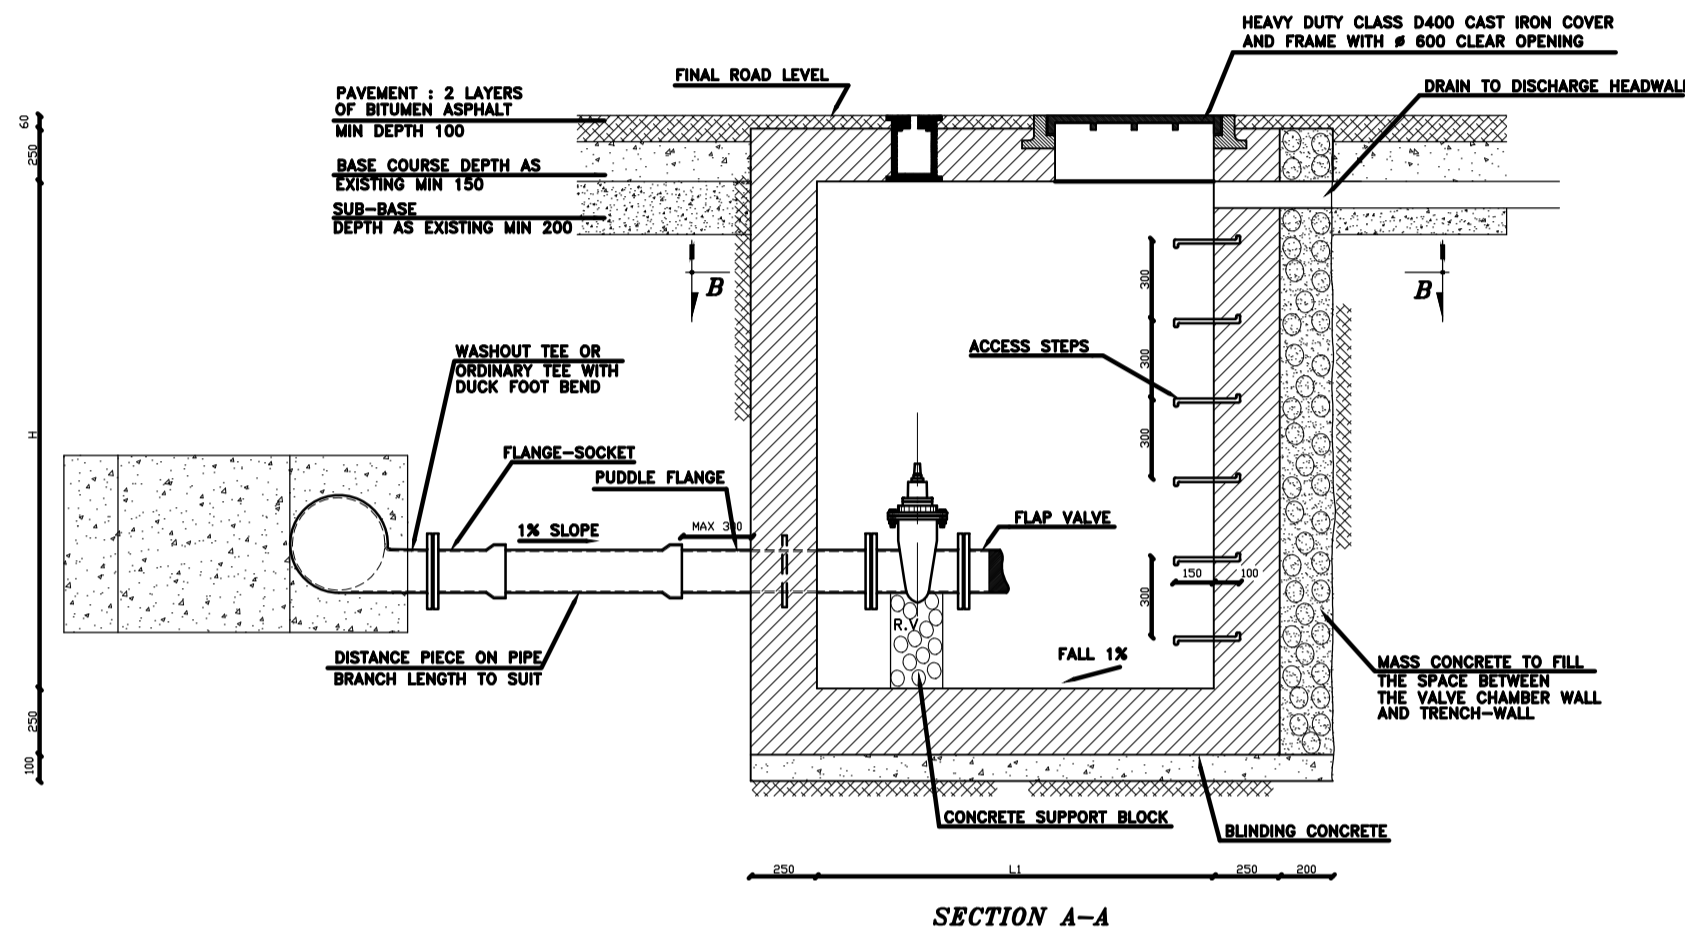 HEAVY DUTY CLASS D400 CAST IRON COVER
AND FRAME WITH ø 600 CLEAR OPENING
FINAL ROAD LEVEL
DRAIN TO DISCHARGE HEADWALL
PAVEMENT : 2 LAYERS
OF BITUMEN ASPHALT
MIN DEPTH 100
60
250
BASE COURSE DEPTH AS
EXISTING MIN 150
SUB-BASE
DEPTH AS EXISTING MIN 200
B
B
300
ACCESS STEPS
300
WASHOUT TEE OR
ORDINARY TEE WITH
DUCK FOOT BEND
300
H
FLANGE-SOCKET
PUDDLE FLANGE
1% SLOPE
MAX 300
FLAP VALVE
150
100
300
R.V
FALL 1%
DISTANCE PIECE ON PIPE
BRANCH LENGTH TO SUIT
MASS CONCRETE TO FILL
THE SPACE BETWEEN
THE VALVE CHAMBER WALL
AND TRENCH-WALL
250
100
CONCRETE SUPPORT BLOCK
BLINDING CONCRETE
250
L1
250
200
SECTION A-A